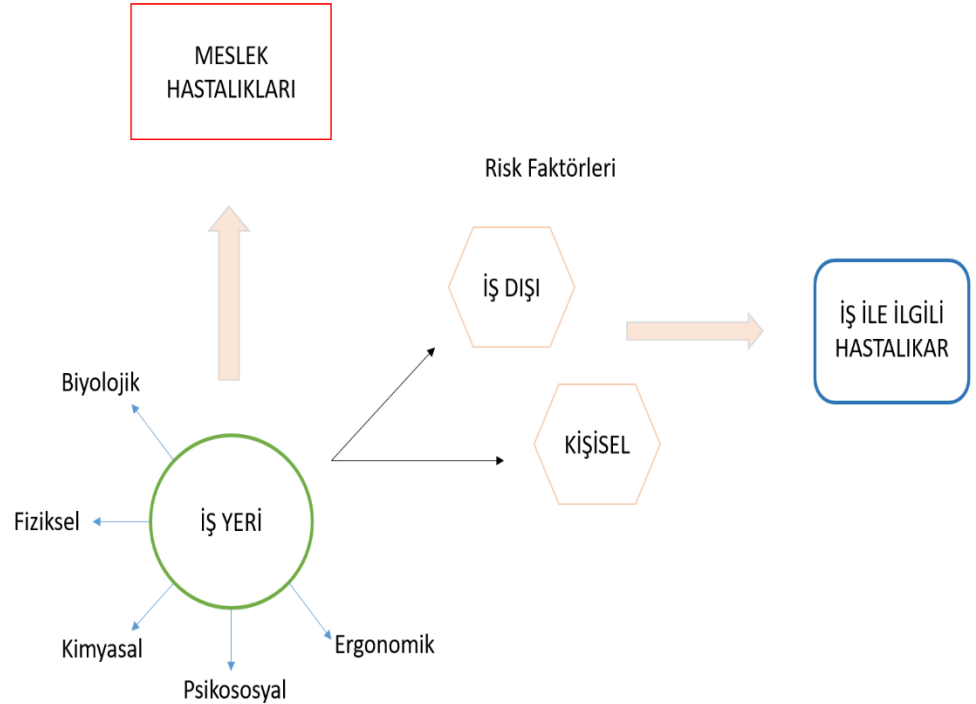 MESLEK
HASTALIKLARI
Risk Faktörleri
İŞ DIŞI
İŞ İLE İLGİLİ
HASTALIKAR
KİŞİSEL
Biyolojik
Fiziksel
İŞ YERİ
Kimyasal
Ergonomik
Psikososyal